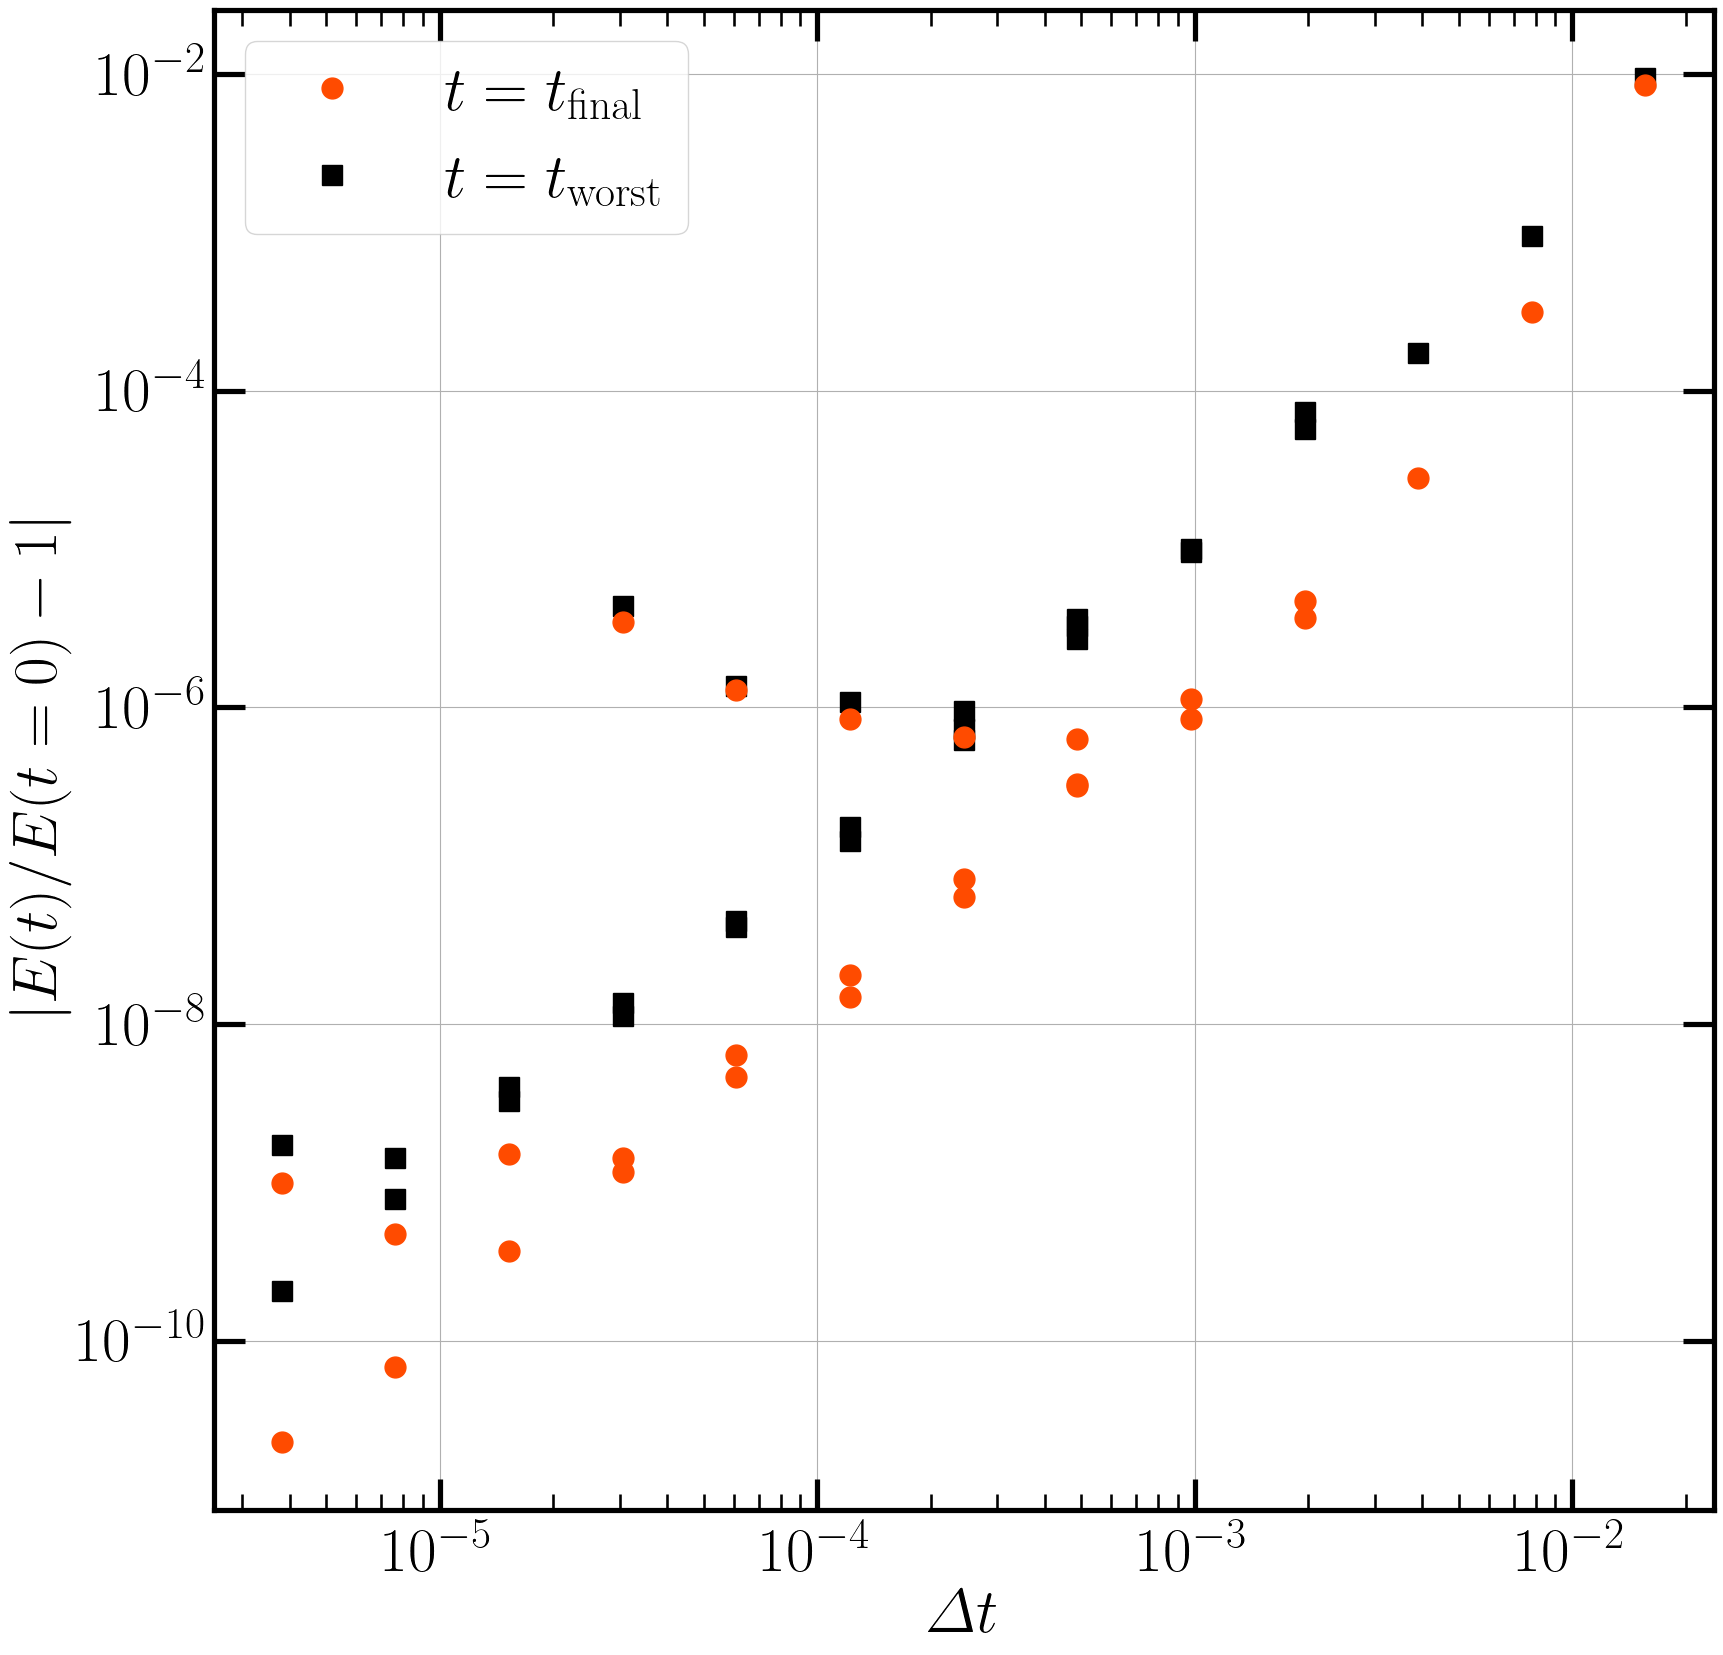 10⁻²
t = t_final
t = t_worst
10⁻⁴
10⁻⁶
10⁻⁸
10⁻¹⁰
|E(t)/E(t = 0) − 1|
10⁻⁵ 10⁻⁴ 10⁻³ 10⁻²
Δt